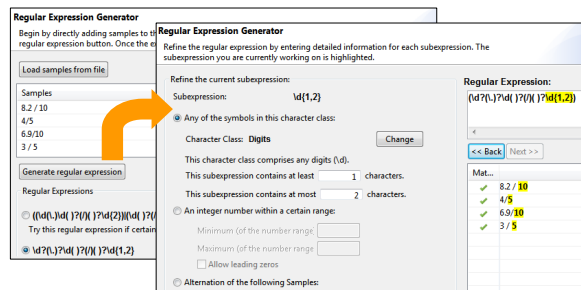 Regular Expression Generator
Begin by directly adding samples to th
regular expression button. Once the ex
Load samples from file
Samples
8.2 / 10
4/5
6.9/10
3 / 5
Generate regular expression
Regular Expressions
((\d(\.)\d( )?(/)( )?\d{2})|(\d( )?(/
Try this regular expression if certain
\d?(\.)?\d( )?(/)( )?\d{1,2}
Regular Expression Generator
Refine the regular expression by entering detailed information for each subexpression. The
subexpression you are currently working on is highlighted.
Refine the current subexpression:
Subexpression: \d{1,2}
Any of the symbols in this character class:
Character Class: Digits Change
This character class comprises any digits (\d).
This subexpression contains at least 1 characters.
This subexpression contains at most 2 characters.
An integer number within a certain range:
Minimum (of the number range
Maximum (of the number range
Allow leading zeros
Alternation of the following Samples:
Regular Expression:
(\d?(\.)?\d( )?(/)( )?\d{1,2})
<< Back Next >>
Mat...
8.2 / 10
4/5
6.9/10
3 / 5